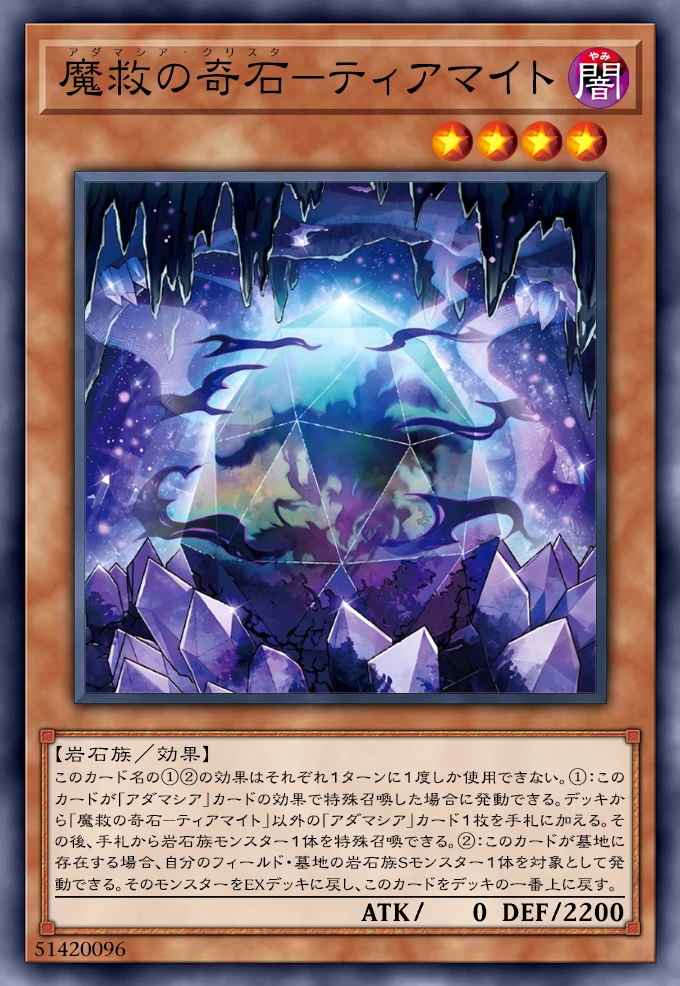 アダマシア・クリスタ
魔救の奇石－ティアマイト
やみ
闇
【岩石族／効果】
このカード名の①②の効果はそれぞれ１ターンに１度しか使用できない。①：この
カードが「アダマシア」カードの効果で特殊召喚した場合に発動できる。デッキか
ら「魔救の奇石－ティアマイト」以外の「アダマシア」カード１枚を手札に加える。そ
の後、手札から岩石族モンスター１体を特殊召喚できる。②：このカードが墓地に
存在する場合、自分のフィールド・墓地の岩石族Sモンスター１体を対象として発
動できる。そのモンスターをEXデッキに戻し、このカードをデッキの一番上に戻す。
ATK/ 0 DEF/2200
51420096